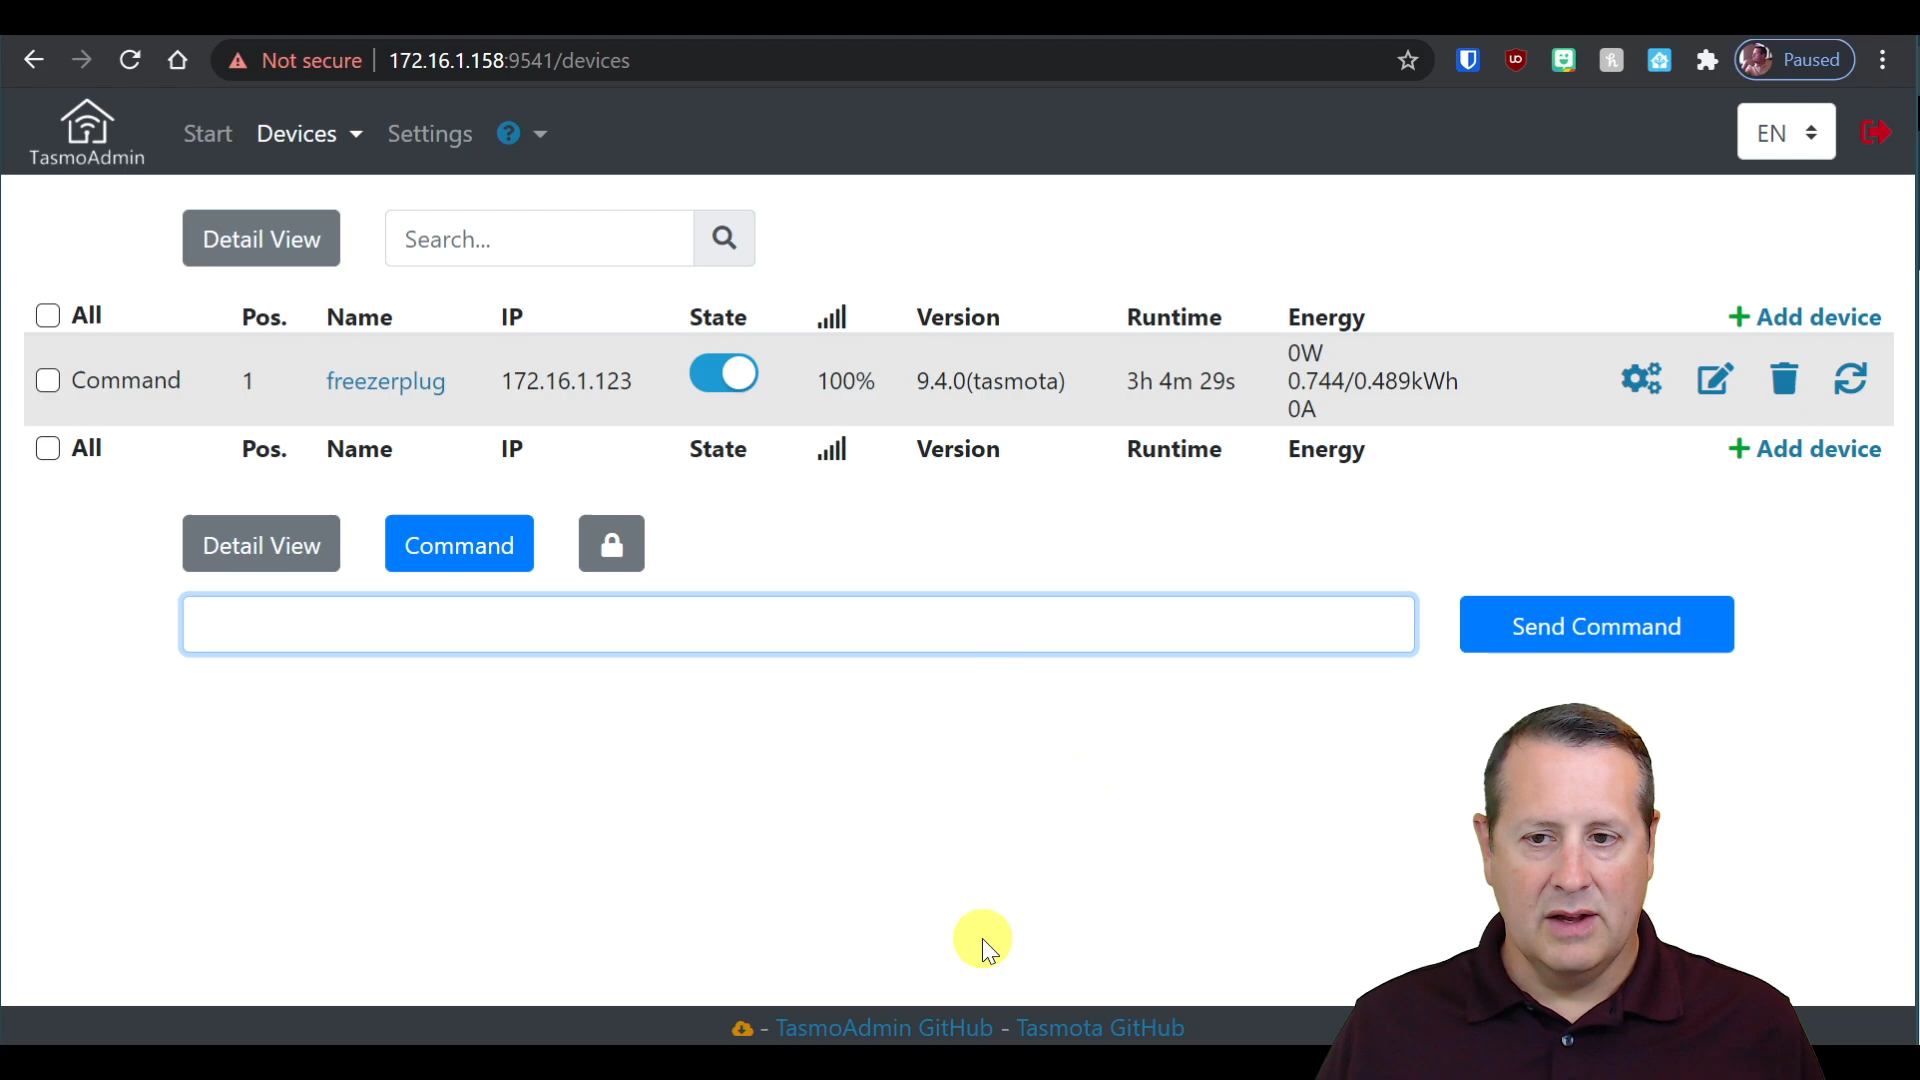 Not secure 172.16.1.158:9541/devices Paused
TasmoAdmin Start Devices Settings ? EN
Detail View Search...
All Pos. Name IP State Version Runtime Energy + Add device
Command 1 freezerplug 172.16.1.123 100% 9.4.0(tasmota) 3h 4m 29s 0W
0.744/0.489kWh
0A
All Pos. Name IP State Version Runtime Energy + Add device
Detail View Command
Send Command
- TasmoAdmin GitHub - Tasmota GitHub